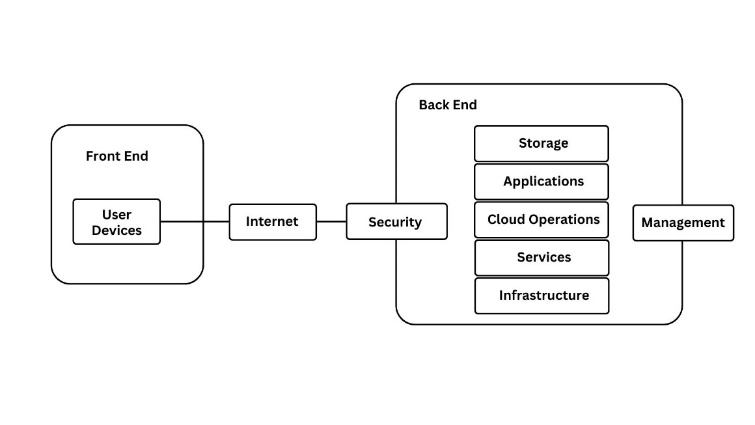 Front End
User
Devices
Internet
Security
Back End
Storage
Applications
Cloud Operations
Services
Infrastructure
Management